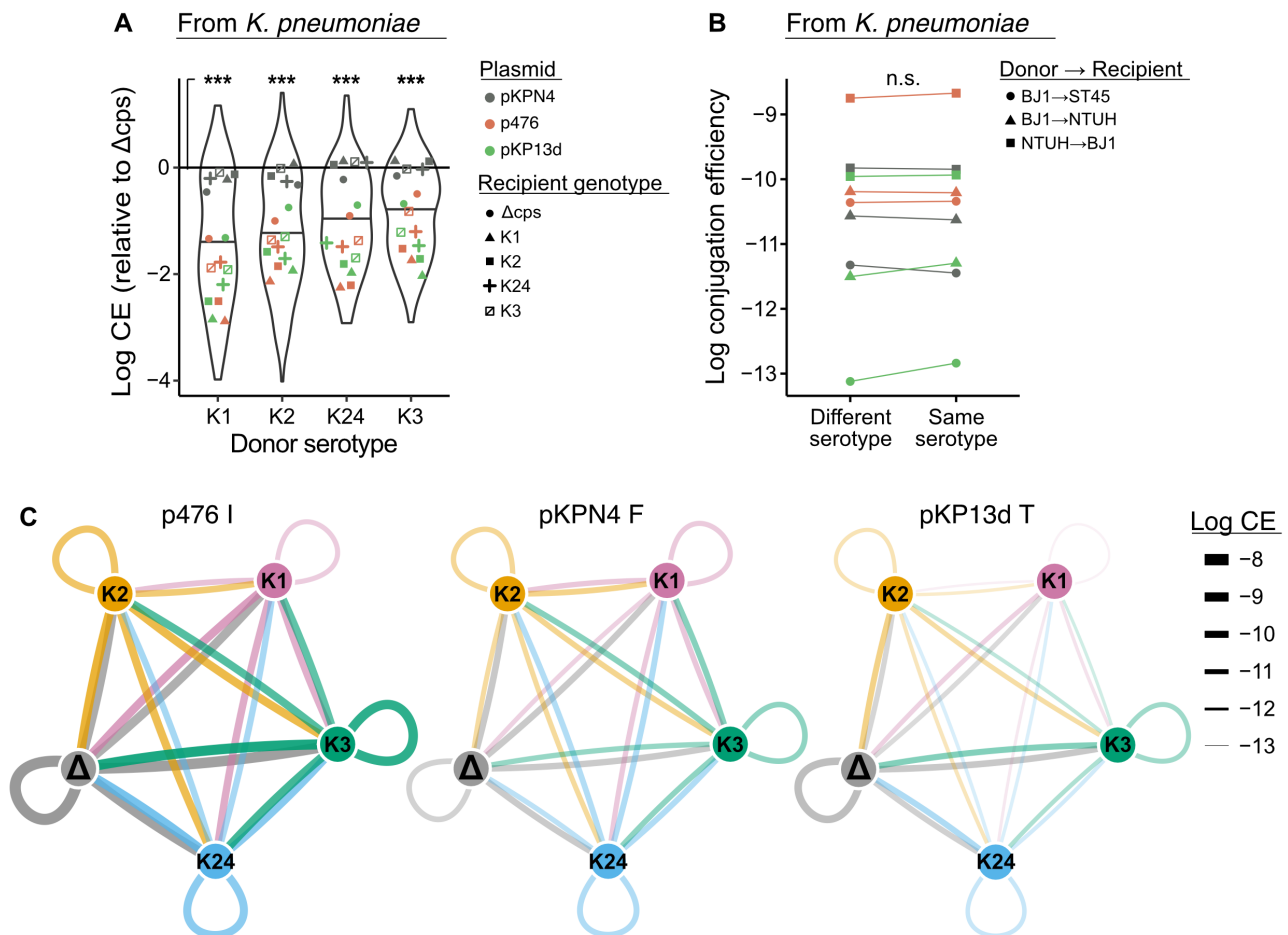 A From K. pneumoniae
*** *** *** ***
Log CE (relative to Δcps)
0
−2
−4
K1 K2 K24 K3
Donor serotype
Plasmid
pKPN4
p476
pKP13d
Recipient genotype
Δcps
K1
K2
K24
K3
B From K. pneumoniae
n.s.
Log conjugation efficiency
−9
−10
−11
−12
−13
Different serotype
Same serotype
Donor → Recipient
BJ1→ST45
BJ1→NTUH
NTUH→BJ1
C
p476 I
K2
K1
K3
Δ
K24
pKPN4 F
K2
K1
K3
Δ
K24
pKP13d T
K2
K1
K3
Δ
K24
Log CE
−8
−9
−10
−11
−12
−13